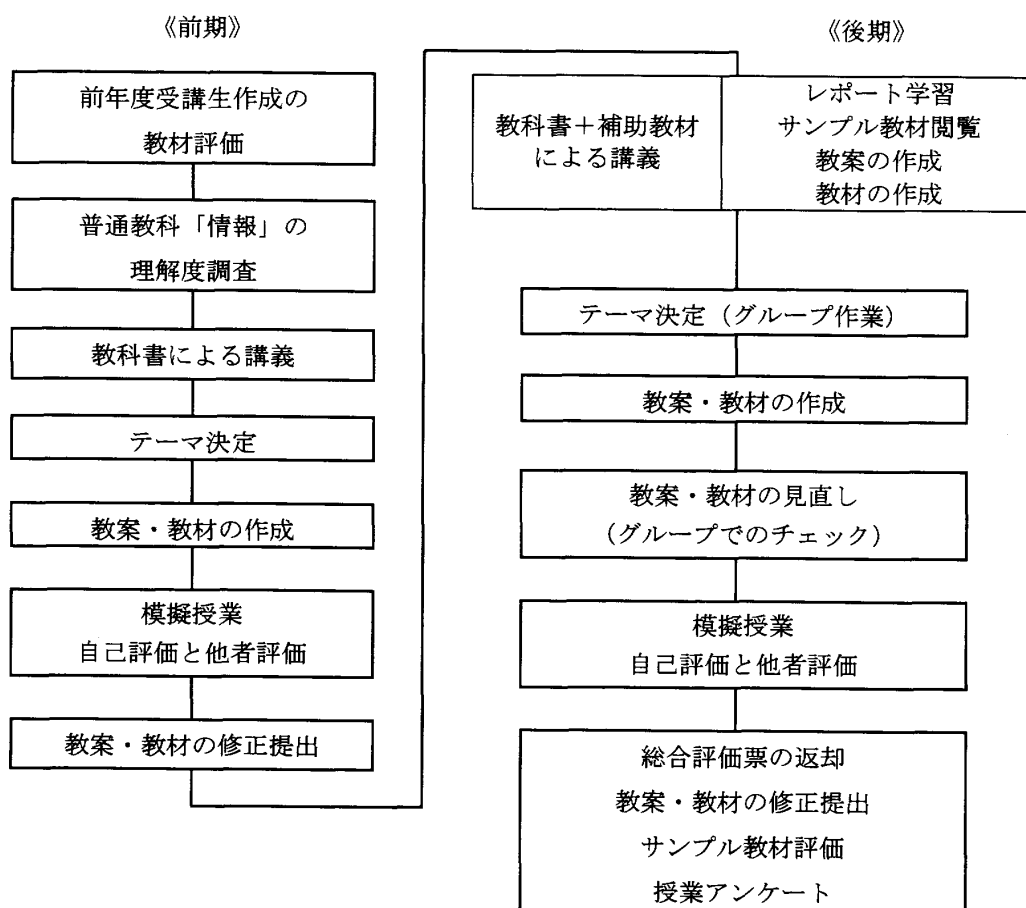 《前期》
前年度受講生作成の
教材評価
普通教科「情報」の
理解度調査
教科書による講義
テーマ決定
教案・教材の作成
模擬授業
自己評価と他者評価
教案・教材の修正提出
《後期》
教科書＋補助教材
による講義
レポート学習
サンプル教材閲覧
教案の作成
教材の作成
テーマ決定（グループ作業）
教案・教材の作成
教案・教材の見直し
（グループでのチェック）
模擬授業
自己評価と他者評価
総合評価票の返却
教案・教材の修正提出
サンプル教材評価
授業アンケート